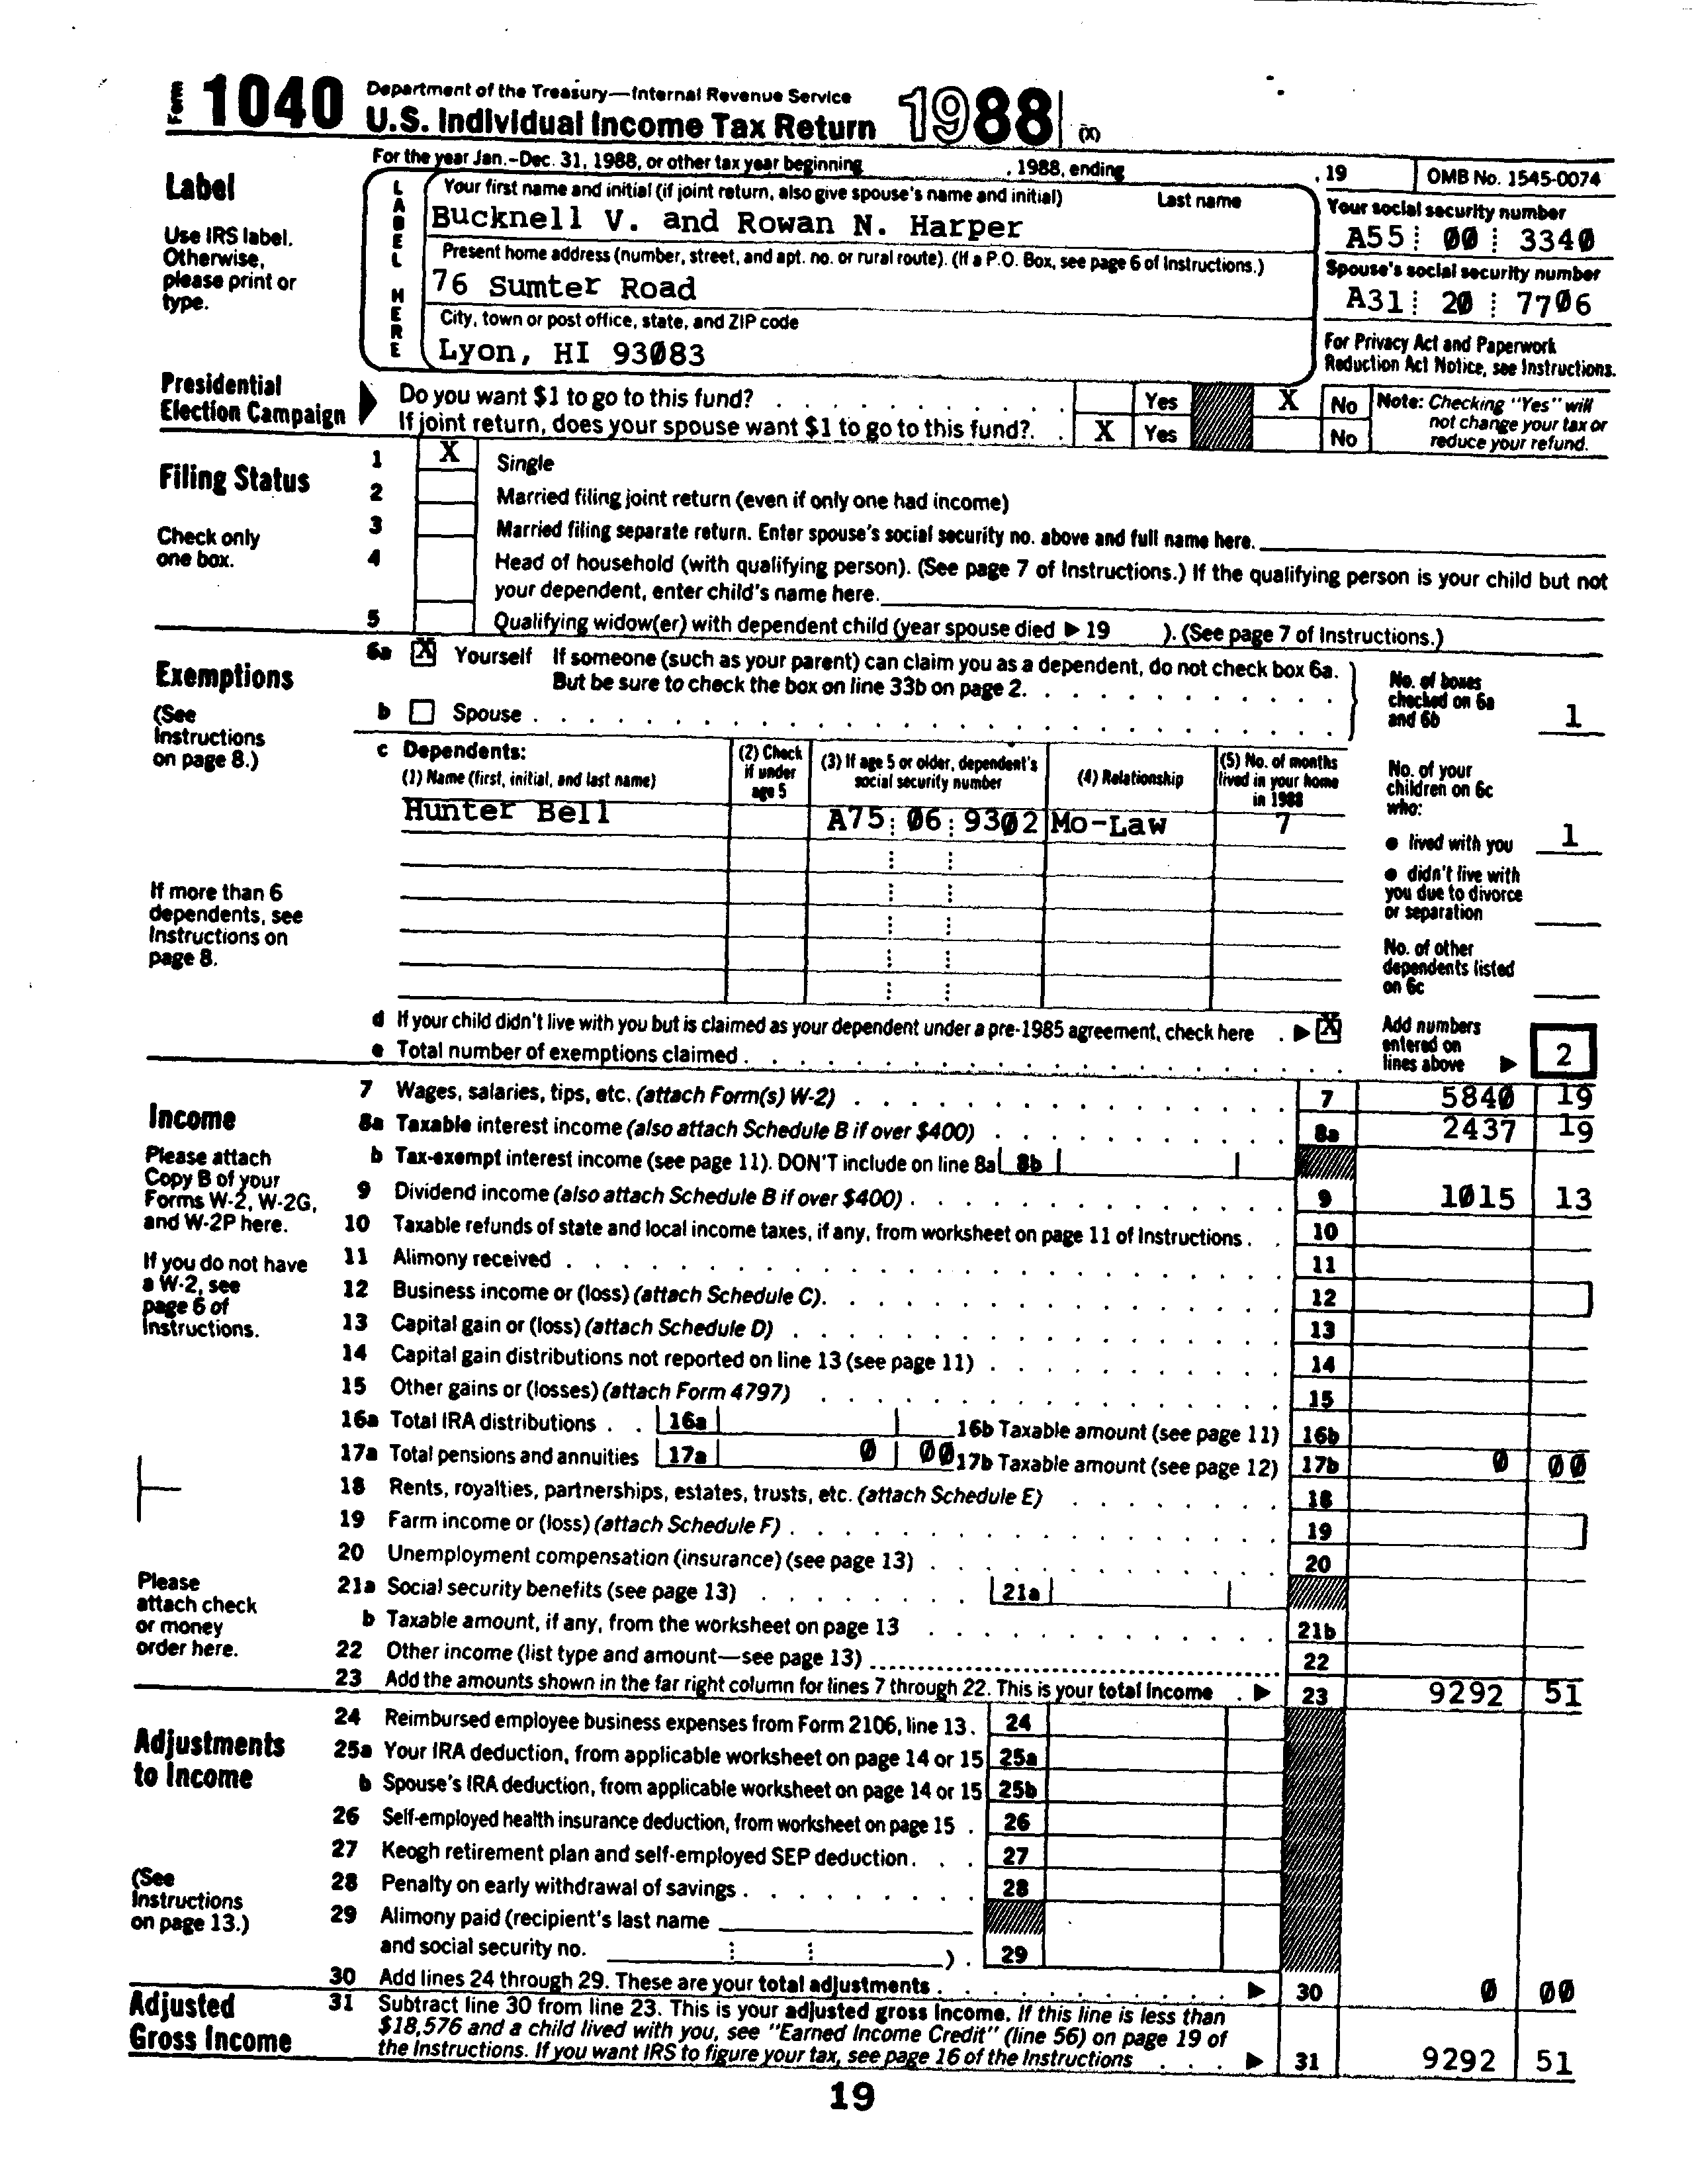 Form 1040 Department of the Treasury—Internal Revenue Service
U.S. Individual Income Tax Return 1988 (X)
For the year Jan.-Dec. 31, 1988, or other tax year beginning , 1988, ending , 19 OMB No. 1545-0074
Label
Use IRS label.
Otherwise,
please print or
type.
LABEL HERE
Your first name and initial (if joint return, also give spouse's name and initial) Last name
Bucknell V. and Rowan N. Harper
Present home address (number, street, and apt. no. or rural route). (If a P.O. Box, see page 6 of Instructions.)
76 Sumter Road
City, town or post office, state, and ZIP code
Lyon, HI 93083
Your social security number
A55 00 3340
Spouse's social security number
A31 20 7706
For Privacy Act and Paperwork
Reduction Act Notice, see Instructions.
Presidential
Election Campaign
Do you want $1 to go to this fund? Yes X No
If joint return, does your spouse want $1 to go to this fund? X Yes No
Note: Checking "Yes" will
not change your tax or
reduce your refund.
Filing Status
Check only
one box.
1 X Single
2 Married filing joint return (even if only one had income)
3 Married filing separate return. Enter spouse's social security no. above and full name here.
4 Head of household (with qualifying person). (See page 7 of Instructions.) If the qualifying person is your child but not
your dependent, enter child's name here.
5 Qualifying widow(er) with dependent child (year spouse died ▶ 19 ). (See page 7 of Instructions.)
Exemptions
(See
Instructions
on page 8.)
6a X Yourself If someone (such as your parent) can claim you as a dependent, do not check box 6a.
But be sure to check the box on line 33b on page 2.
b Spouse
No. of boxes
checked on 6a
and 6b 1
c Dependents:
(1) Name (first, initial, and last name)
(2) Check
if under
age 5
(3) If age 5 or older, dependent's
social security number
(4) Relationship
(5) No. of months
lived in your home
in 1988
Hunter Bell A75 06 9302 Mo-Law 7
No. of your
children on 6c
who:
● lived with you 1
● didn't live with
you due to divorce
or separation
No. of other
dependents listed
on 6c
If more than 6
dependents, see
Instructions on
page 8.
d If your child didn't live with you but is claimed as your dependent under a pre-1985 agreement, check here ▶ X
e Total number of exemptions claimed
Add numbers
entered on
lines above ▶ 2
Income
Please attach
Copy B of your
Forms W-2, W-2G,
and W-2P here.
If you do not have
a W-2, see
page 6 of
Instructions.
Please
attach check
or money
order here.
7 Wages, salaries, tips, etc. (attach Form(s) W-2) 7 5840 19
8a Taxable interest income (also attach Schedule B if over $400) 8a 2437 19
b Tax-exempt interest income (see page 11). DON'T include on line 8a 8b
9 Dividend income (also attach Schedule B if over $400) 9 1015 13
10 Taxable refunds of state and local income taxes, if any, from worksheet on page 11 of Instructions 10
11 Alimony received 11
12 Business income or (loss) (attach Schedule C) 12
13 Capital gain or (loss) (attach Schedule D) 13
14 Capital gain distributions not reported on line 13 (see page 11) 14
15 Other gains or (losses) (attach Form 4797) 15
16a Total IRA distributions 16a 16b Taxable amount (see page 11) 16b
17a Total pensions and annuities 17a 0 00 17b Taxable amount (see page 12) 17b 0 00
18 Rents, royalties, partnerships, estates, trusts, etc. (attach Schedule E) 18
19 Farm income or (loss) (attach Schedule F) 19
20 Unemployment compensation (insurance) (see page 13) 20
21a Social security benefits (see page 13) 21a
b Taxable amount, if any, from the worksheet on page 13 21b
22 Other income (list type and amount—see page 13) 22
23 Add the amounts shown in the far right column for lines 7 through 22. This is your total income ▶ 23 9292 51
Adjustments
to Income
(See
Instructions
on page 13.)
24 Reimbursed employee business expenses from Form 2106, line 13. 24
25a Your IRA deduction, from applicable worksheet on page 14 or 15 25a
b Spouse's IRA deduction, from applicable worksheet on page 14 or 15 25b
26 Self-employed health insurance deduction, from worksheet on page 15 26
27 Keogh retirement plan and self-employed SEP deduction 27
28 Penalty on early withdrawal of savings 28
29 Alimony paid (recipient's last name
and social security no. ) 29
30 Add lines 24 through 29. These are your total adjustments ▶ 30 0 00
Adjusted
Gross Income
31 Subtract line 30 from line 23. This is your adjusted gross income. If this line is less than
$18,576 and a child lived with you, see "Earned Income Credit" (line 56) on page 19 of
the Instructions. If you want IRS to figure your tax, see page 16 of the Instructions ▶ 31 9292 51
19